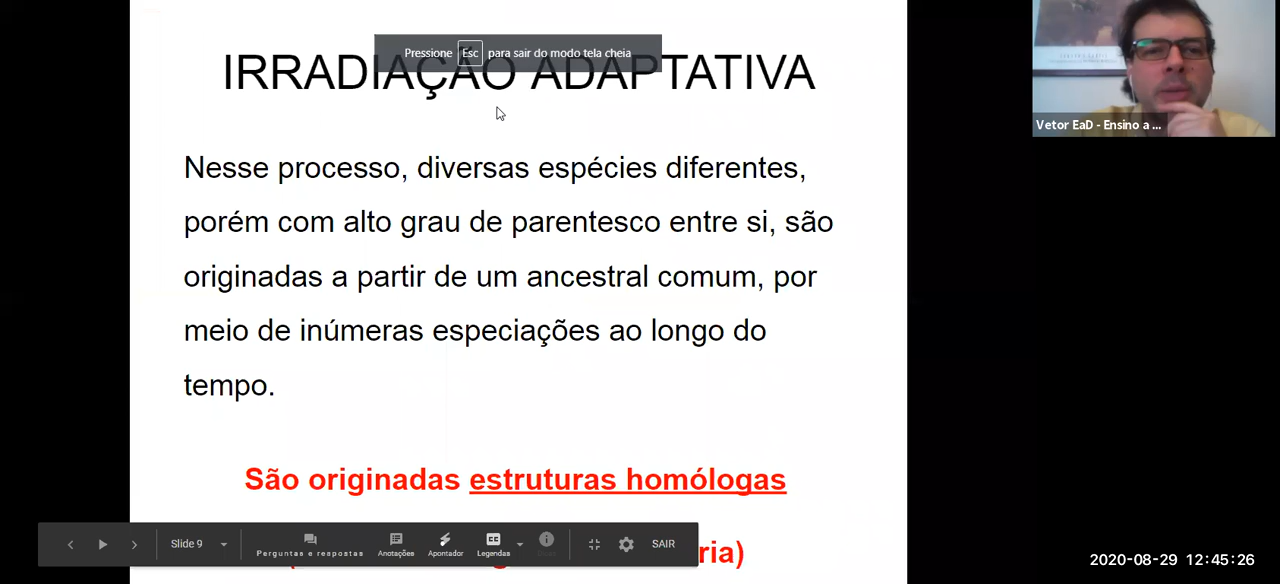 Pressione Esc para sair do modo tela cheia
IRRADIAÇÃO ADAPTATIVA
Nesse processo, diversas espécies diferentes,
porém com alto grau de parentesco entre si, são
originadas a partir de um ancestral comum, por
meio de inúmeras especiações ao longo do
tempo.
São originadas estruturas homólogas
ria)
Slide 9
Perguntas e respostas
Anotações
Apontador
CC
Legendas
SAIR
Vetor EaD - Ensino a ...
2020-08-29 12:45:26